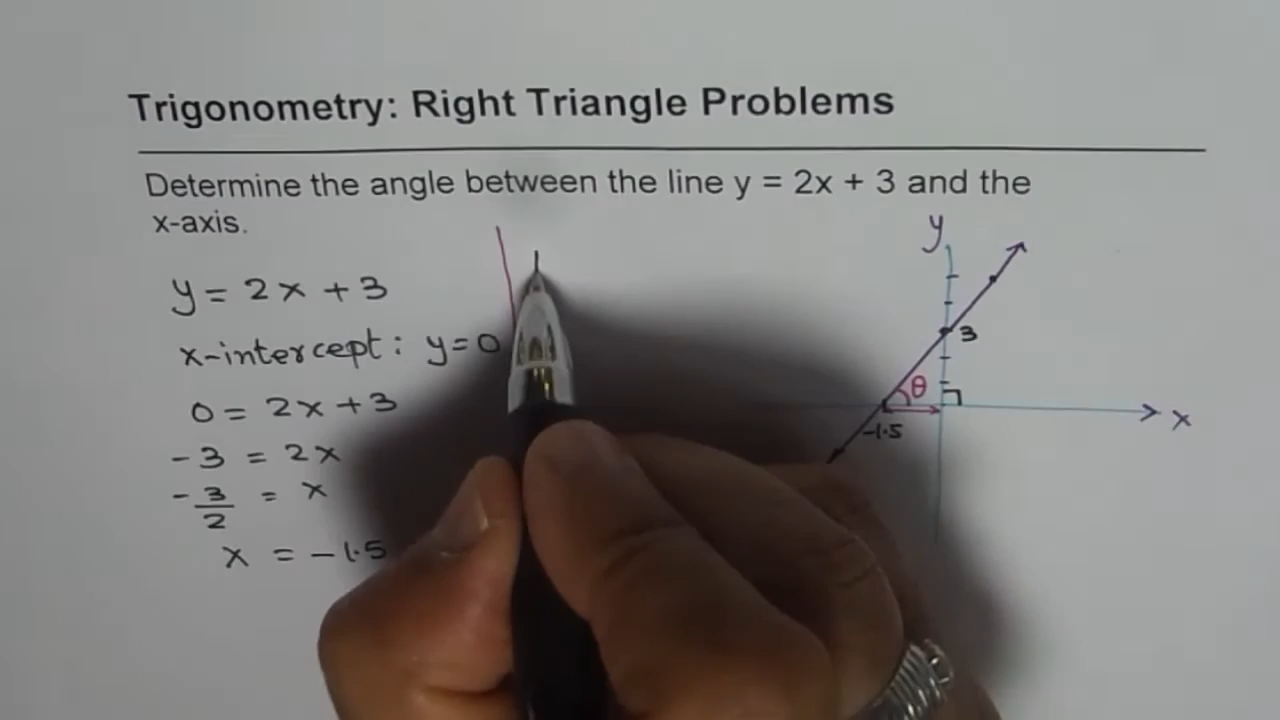 Trigonometry: Right Triangle Problems
Determine the angle between the line y = 2x + 3 and the
x-axis.
y = 2x + 3
x-intercept: y=0
0 = 2x+3
-3 = 2x
-3/2 = x
x = -1.5
y
3
θ
-1.5
x